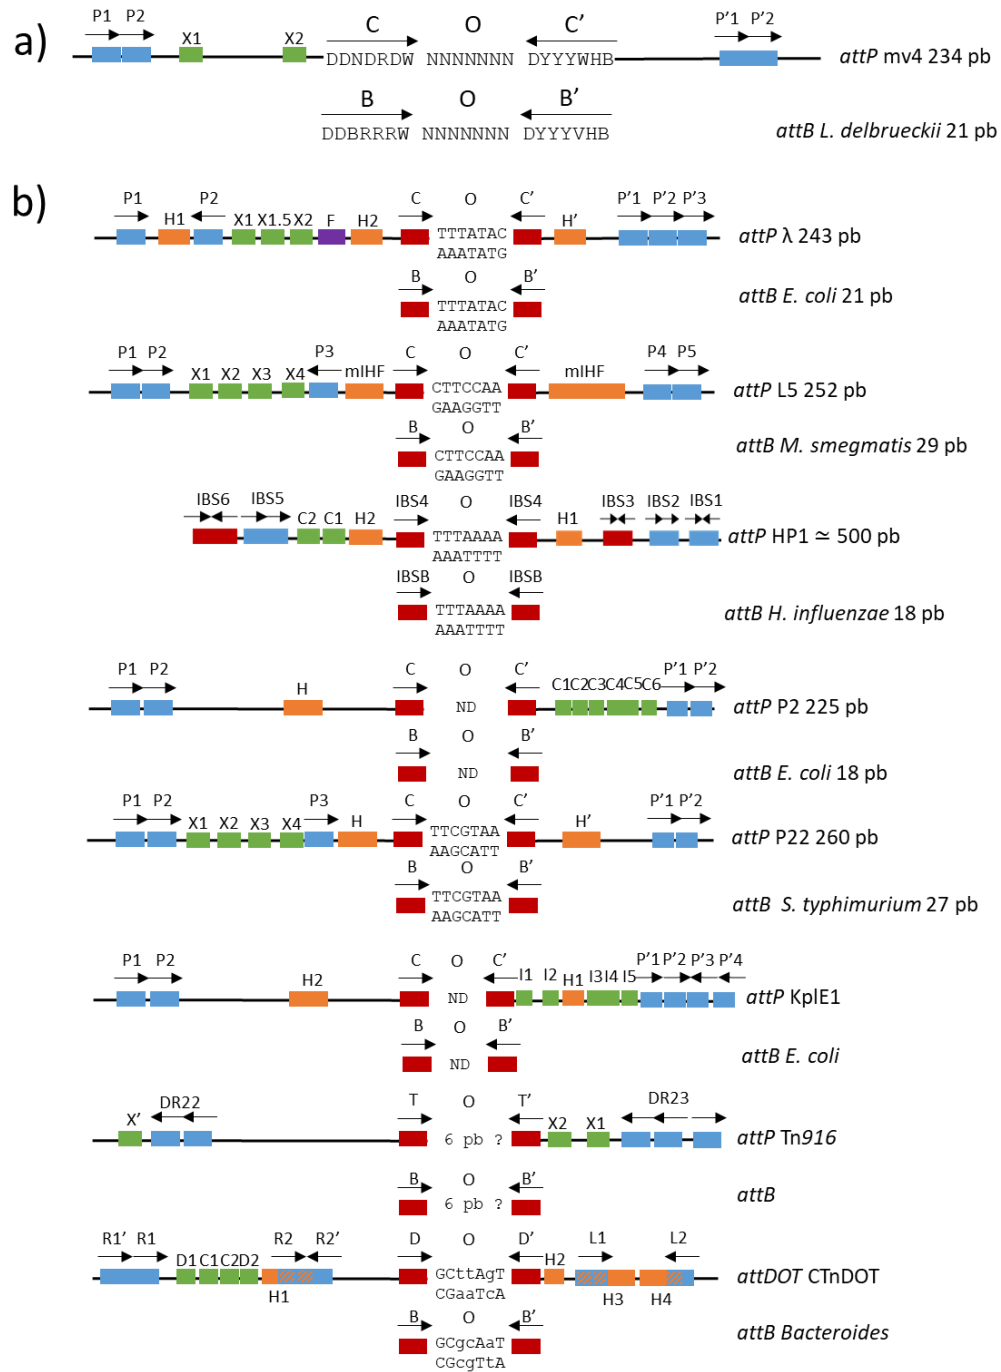 a)
P1 P2 X1 X2 C O C’ P’1 P’2
DDNDRDW NNNNNNN DYYYWHB
attP mv4 234 pb
B O B’
DDBRRRW NNNNNNN DYYYVHB
attB L. delbrueckii 21 pb
b)
P1 H1 P2 X1 X1.5 X2 F H2 C O C’ H’ P’1 P’2 P’3
TTTATAC
AAATATG
attP λ 243 pb
B O B’
TTTATAC
AAATATG
attB E. coli 21 pb
P1 P2 X1 X2 X3 X4 P3 mIHF C O C’ mIHF P4 P5
CTTCCAA
GAAGGTT
attP L5 252 pb
B O B’
CTTCCAA
GAAGGTT
attB M. smegmatis 29 pb
IBS6 IBS5 C2 C1 H2 IBS4 O IBS4 H1 IBS3 IBS2 IBS1
TTTAAAA
AAATTTT
attP HP1 ≃ 500 pb
IBSB O IBSB
TTTAAAA
AAATTTT
attB H. influenzae 18 pb
P1 P2 H C O C’ C1 C2 C3 C4 C5 C6 P’1 P’2
ND
attP P2 225 pb
B O B’
ND
attB E. coli 18 pb
P1 P2 X1 X2 X3 X4 P3 H C O C’ H’ P’1 P’2
TTCGTAA
AAGCATT
attP P22 260 pb
B O B’
TTCGTAA
AAGCATT
attB S. typhimurium 27 pb
P1 P2 H2 C O C’ I1 I2 H1 I3 I4 I5 P’1 P’2 P’3 P’4
ND
attP KplE1
B O B’
ND
attB E. coli
X’ DR22 T O T’ X2 X1 DR23
6 pb ?
attP Tn916
B O B’
6 pb ?
attB
R1’ R1 D1 C1 C2 D2 R2 R2’ D O D’ H2 L1 L2
GCttAgT
CGaaTcA
attDOT CTnDOT
H1 H3 H4
B O B’
GCgcAaT
CGcgTtA
attB Bacteroides